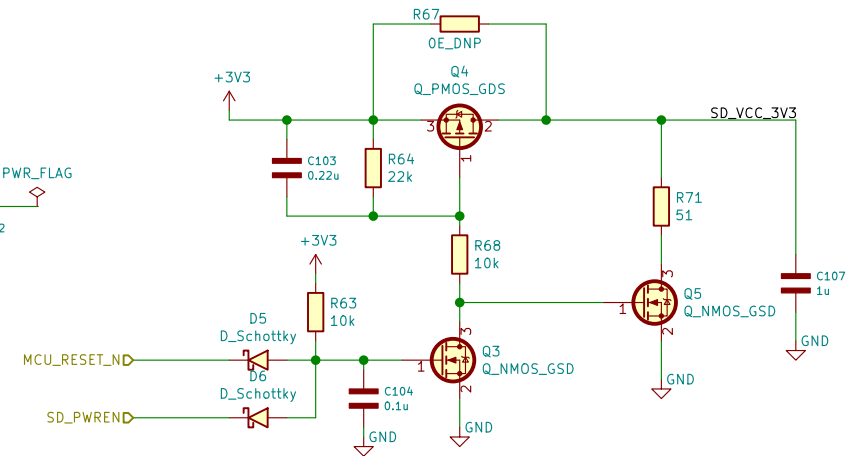 R67
0E_DNP
Q4
Q_PMOS_GDS
+3V3
3
2
1
SD_VCC_3V3
C103
0.22u
R64
22k
PWR_FLAG
2
R71
51
+3V3
R68
10k
R63
10k
C107
1u
3
Q5
Q_NMOS_GSD
1
2
D5
D_Schottky
3
Q3
Q_NMOS_GSD
1
2
MCU_RESET_N
D6
D_Schottky
C104
0.1u
SD_PWREN
GND
GND
GND
GND